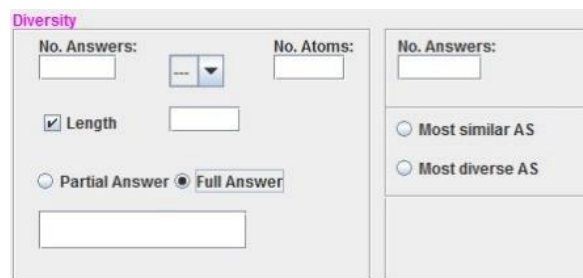 Diversity
No. Answers: No. Atoms: No. Answers:
---
Length
Most similar AS
Most diverse AS
Partial Answer Full Answer